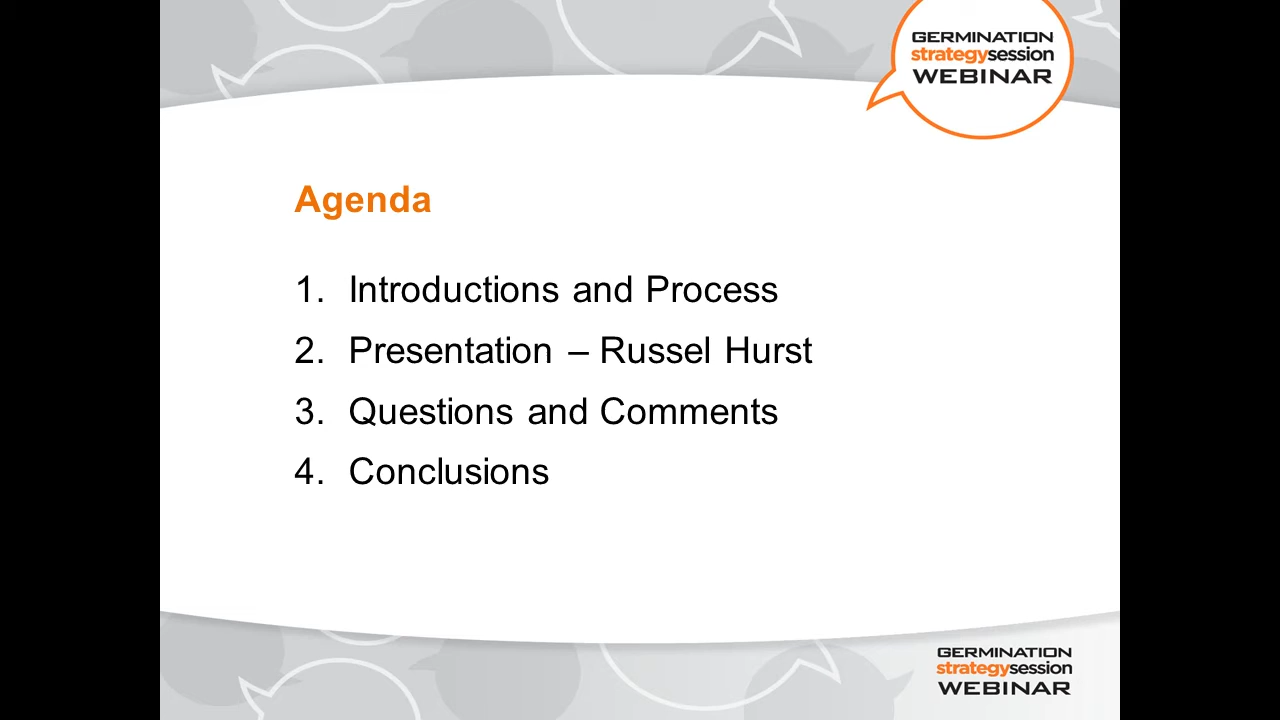 GERMINATION
strategysession
WEBINAR
Agenda
1. Introductions and Process
2. Presentation – Russel Hurst
3. Questions and Comments
4. Conclusions
GERMINATION
strategysession
WEBINAR